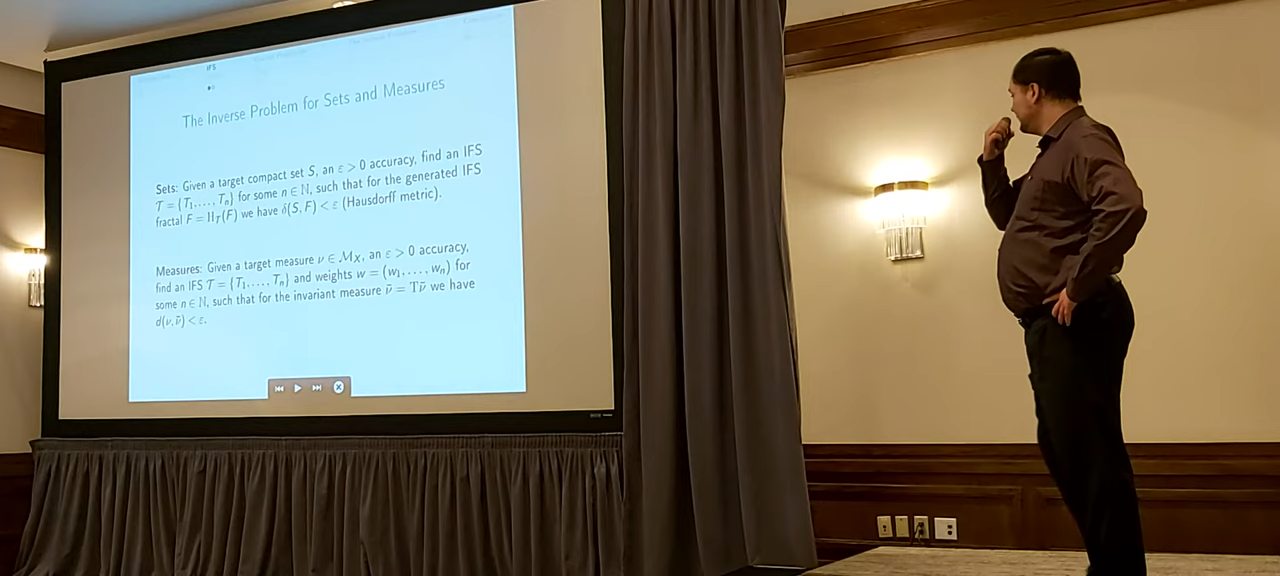 IFS
The Inverse Problem for Sets and Measures
Sets: Given a target compact set S, an ε > 0 accuracy, find an IFS
T = {T₁, . . . , Tₙ} for some n ∈ ℕ, such that for the generated IFS
fractal F = H_T(F) we have δ(S, F) < ε (Hausdorff metric).
Measures: Given a target measure ν ∈ M_X, an ε > 0 accuracy,
find an IFS T = {T₁, . . . , Tₙ} and weights w = (w₁, . . . , wₙ) for
some n ∈ ℕ, such that for the invariant measure ν̄ = Tν̄ we have
d(ν, ν̄) < ε.